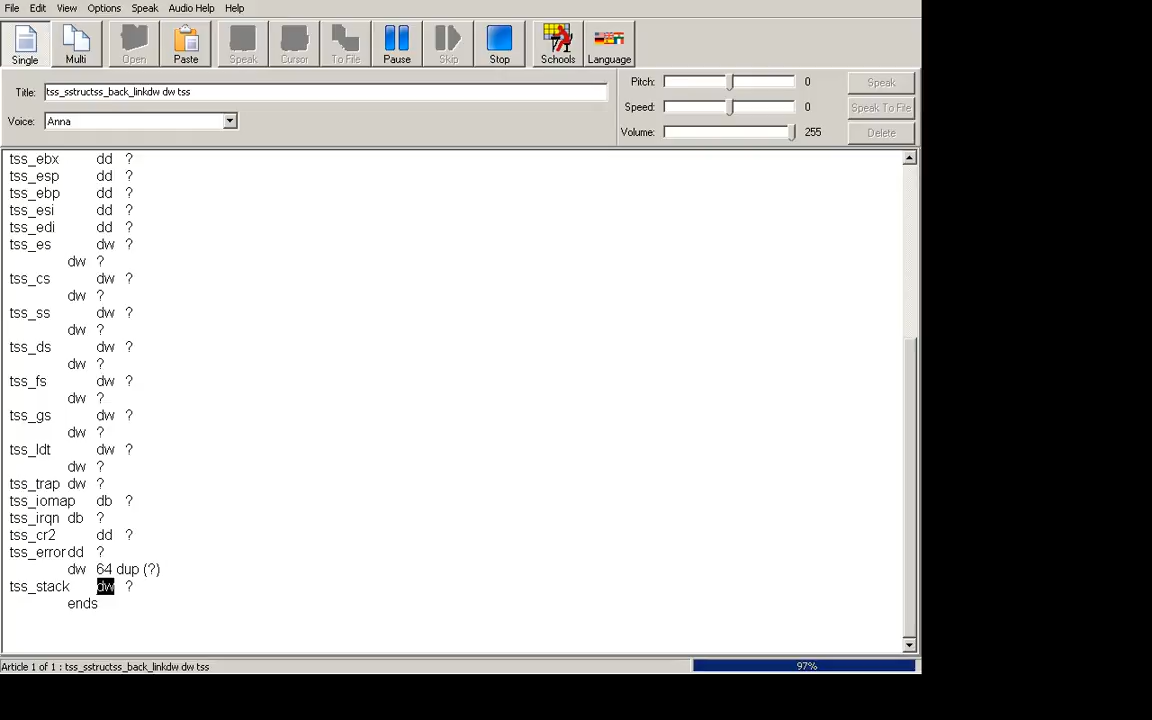 File Edit View Options Speak Audio Help Help
Single Multi Open Paste Speak Cursor To File Pause Skip Stop Schools Language
Title: tss_sstructss_back_linkdw dw tss
Voice: Anna
Pitch: 0 Speak
Speed: 0 Speak To File
Volume: 255 Delete
tss_ebx dd ?
tss_esp dd ?
tss_ebp dd ?
tss_esi dd ?
tss_edi dd ?
tss_es dw ?
dw ?
tss_cs dw ?
dw ?
tss_ss dw ?
dw ?
tss_ds dw ?
dw ?
tss_fs dw ?
dw ?
tss_gs dw ?
dw ?
tss_ldt dw ?
dw ?
tss_trap dw ?
tss_iomap db ?
tss_irqn db ?
tss_cr2 dd ?
tss_error dd ?
dw 64 dup (?)
tss_stack dw ?
ends
Article 1 of 1 : tss_sstructss_back_linkdw dw tss 97%